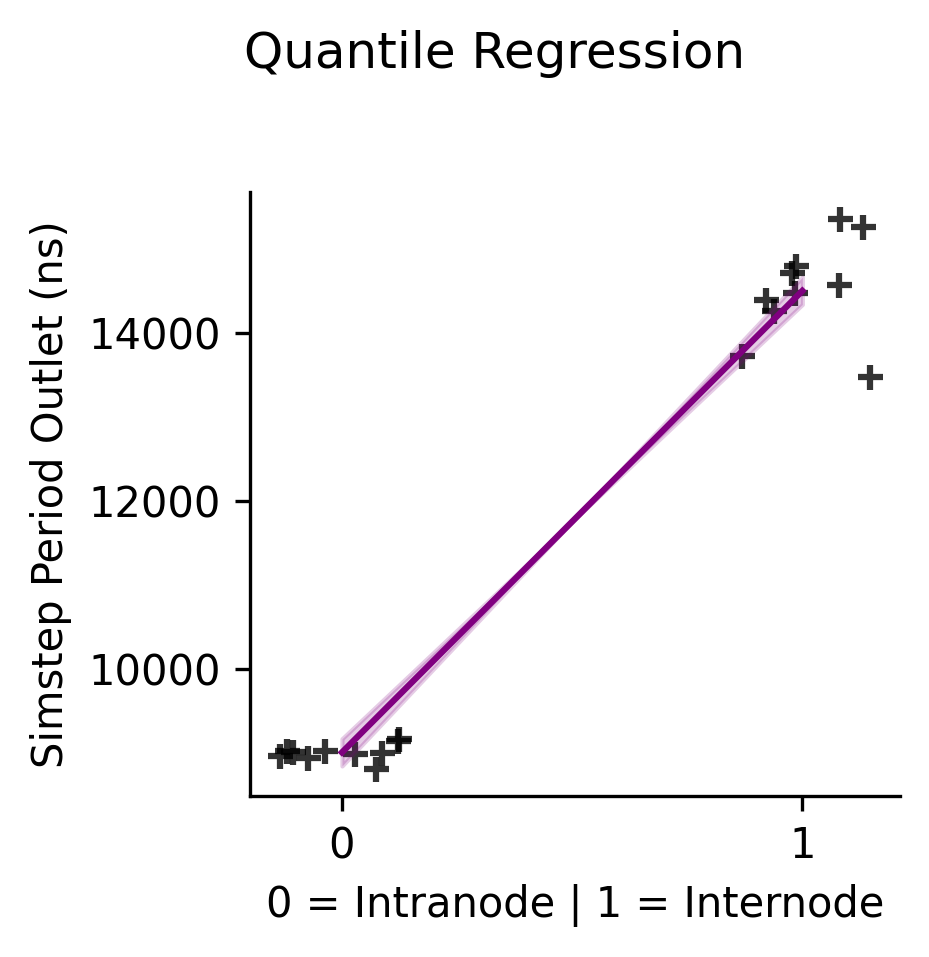 Quantile Regression
Simstep Period Outlet (ns)
14000
12000
10000
0
1
0 = Intranode | 1 = Internode